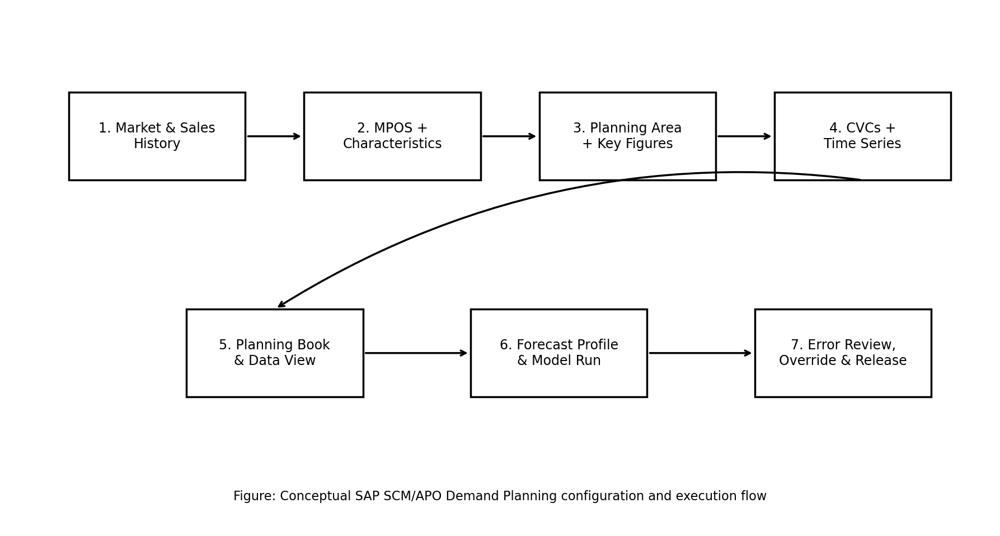 1. Market & Sales
History
2. MPOS +
Characteristics
3. Planning Area
+ Key Figures
4. CVCs +
Time Series
5. Planning Book
& Data View
6. Forecast Profile
& Model Run
7. Error Review,
Override & Release
Figure: Conceptual SAP SCM/APO Demand Planning configuration and execution flow